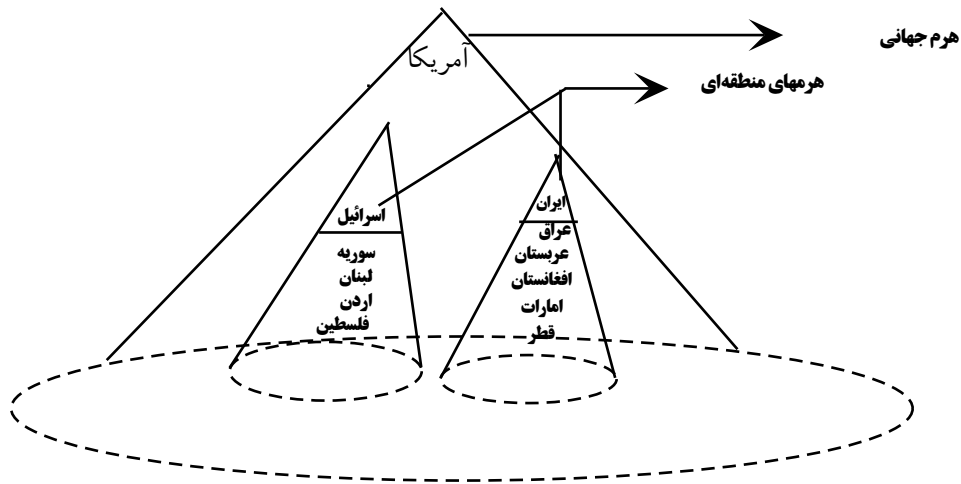 هرم جهانی
آمریکا
هرمهای منطقه‌ای
اسرائیل
سوریه
لبنان
اردن
فلسطین
ایران
عراق
عربستان
افغانستان
امارات
قطر